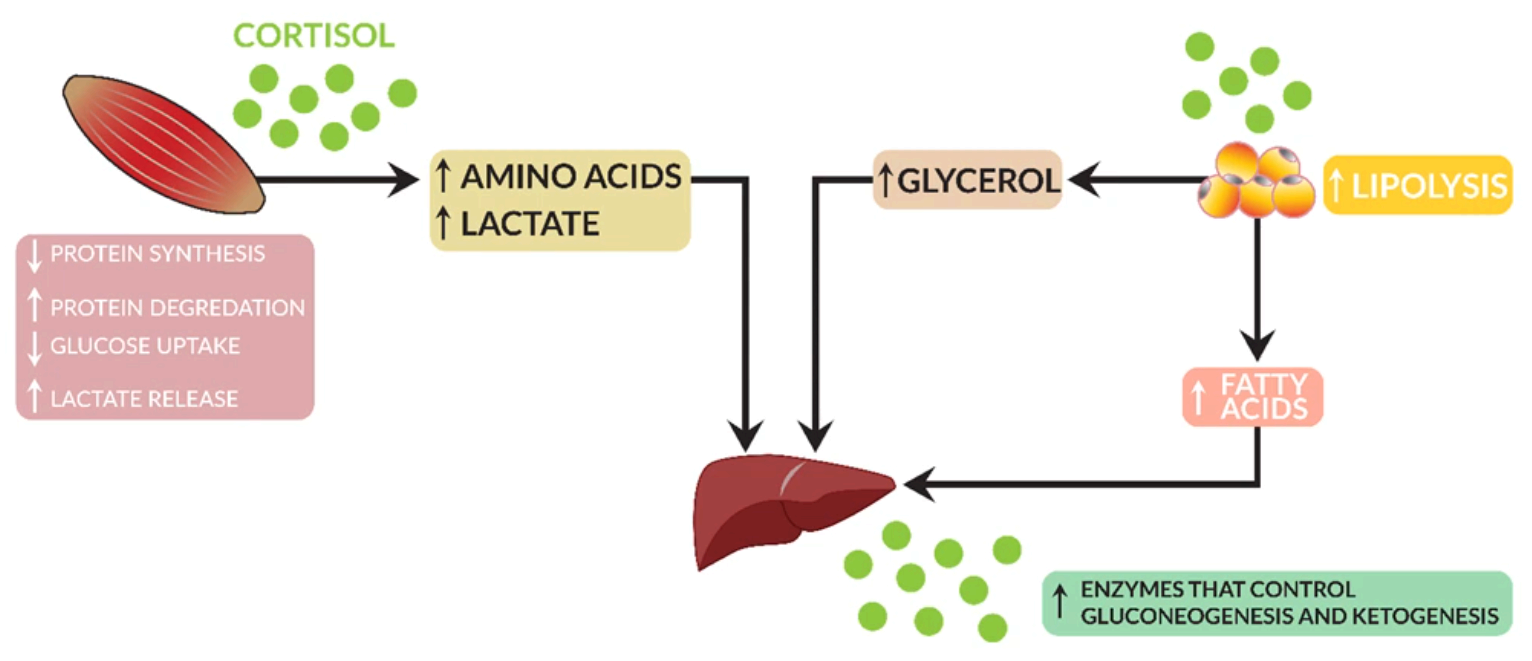 CORTISOL
↑ AMINO ACIDS
↑ LACTATE
↑ GLYCEROL
↑ LIPOLYSIS
↓ PROTEIN SYNTHESIS
↑ PROTEIN DEGREDATION
↓ GLUCOSE UPTAKE
↑ LACTATE RELEASE
↑ FATTY
ACIDS
↑ ENZYMES THAT CONTROL
GLUCONEOGENESIS AND KETOGENESIS